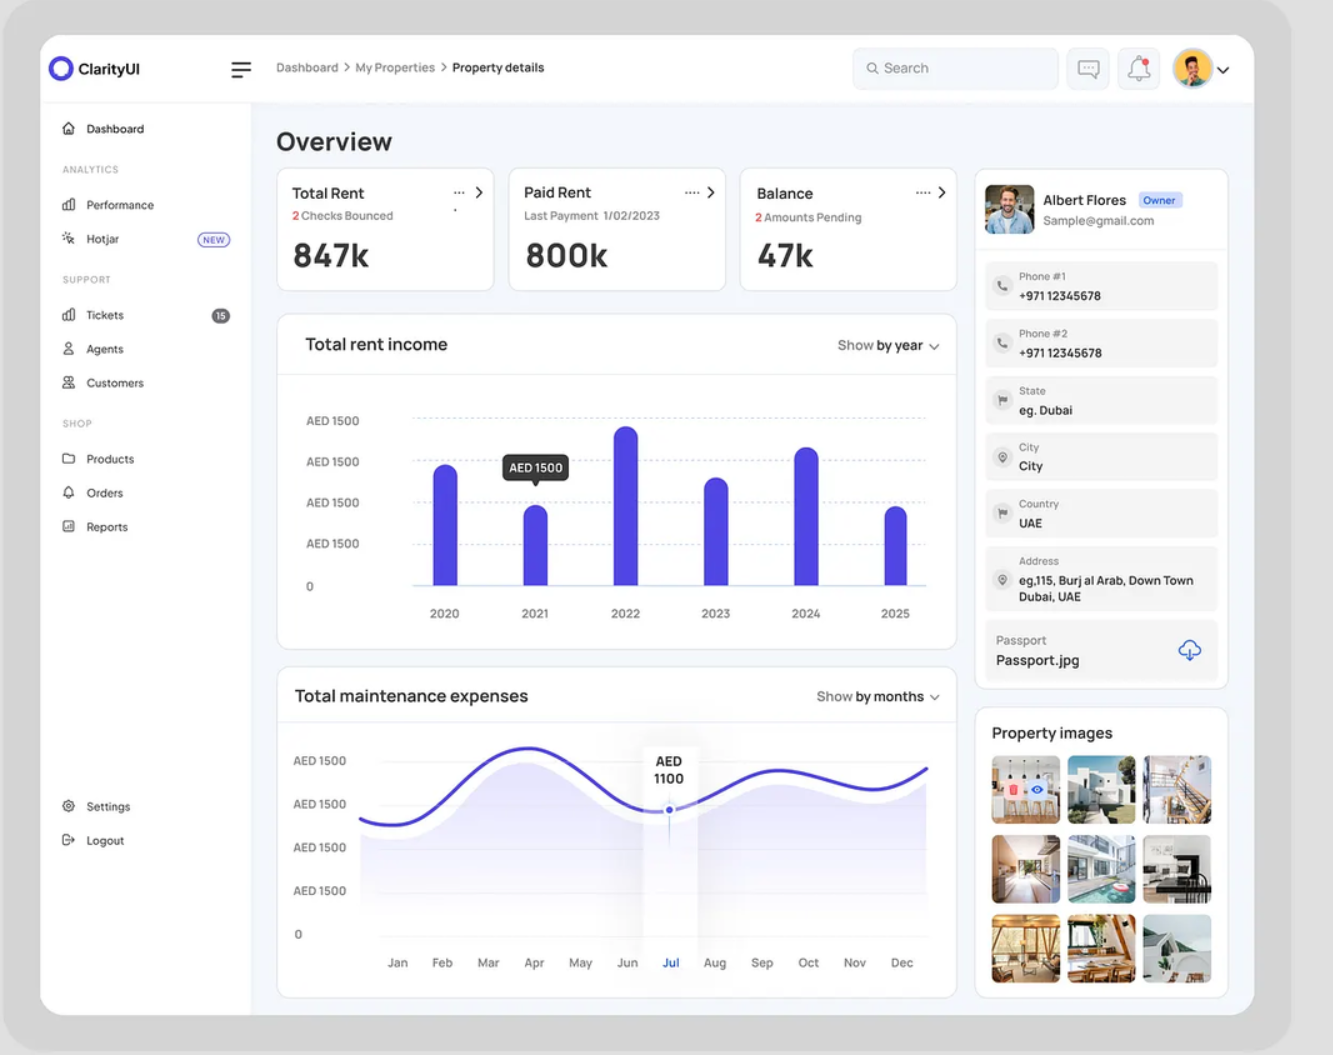 ClarityUI
Dashboard > My Properties > Property details
Search
Dashboard
ANALYTICS
Performance
Hotjar NEW
SUPPORT
Tickets 15
Agents
Customers
SHOP
Products
Orders
Reports
Settings
Logout
Overview
Total Rent
2 Checks Bounced
847k
Paid Rent
Last Payment 1/02/2023
800k
Balance
2 Amounts Pending
47k
Total rent income
Show by year
AED 1500
AED 1500
AED 1500
AED 1500
0
AED 1500
2020 2021 2022 2023 2024 2025
Total maintenance expenses
Show by months
AED 1500
AED 1500
AED 1500
AED 1500
0
AED
1100
Jan Feb Mar Apr May Jun Jul Aug Sep Oct Nov Dec
Albert Flores Owner
Sample@gmail.com
Phone #1
+971 12345678
Phone #2
+971 12345678
State
eg. Dubai
City
City
Country
UAE
Address
eg,115, Burj al Arab, Down Town
Dubai, UAE
Passport
Passport.jpg
Property images